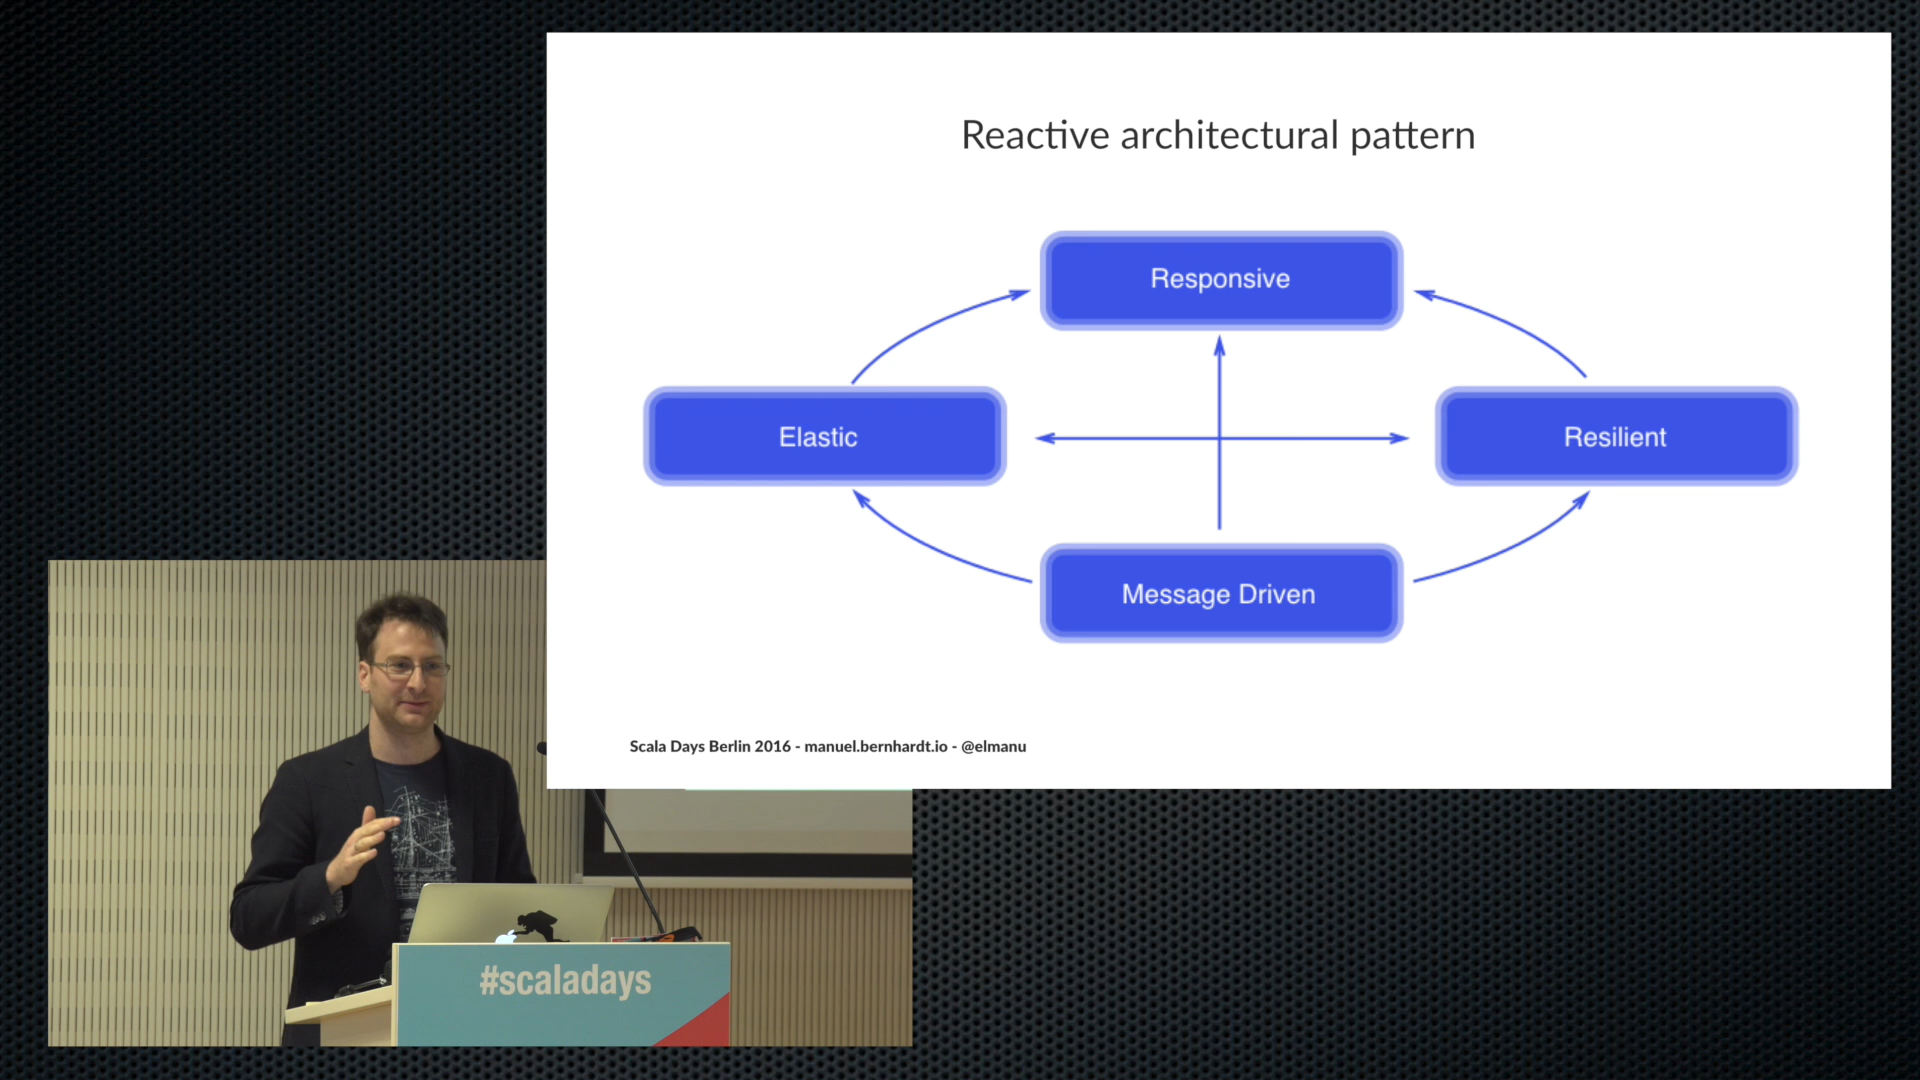 Reactive architectural pattern
Responsive
Elastic
Resilient
Message Driven
Scala Days Berlin 2016 - manuel.bernhardt.io - @elmanu
#scaladays